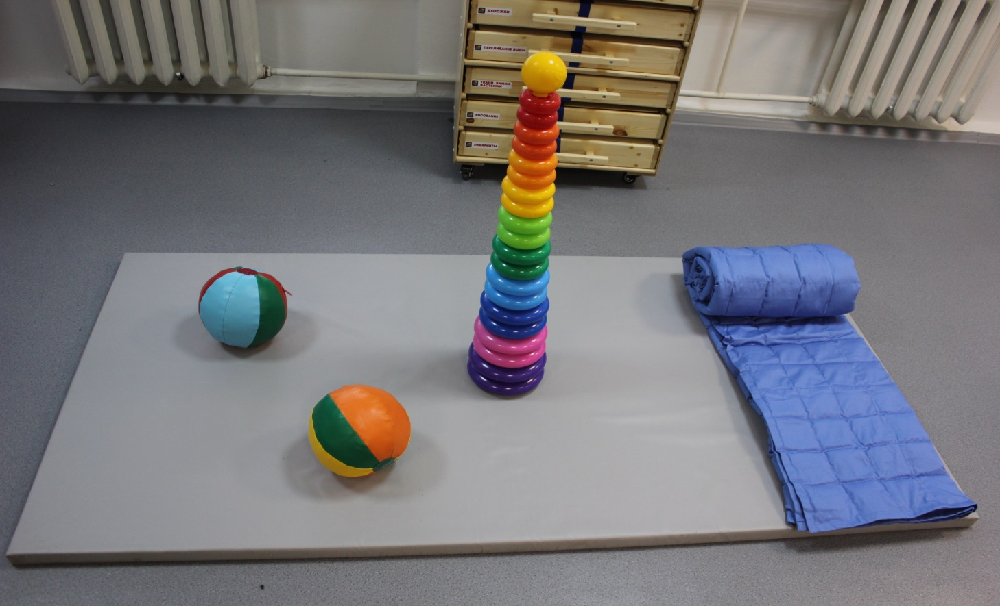 ДОРОЖКИ
ПЕРЕЛИВАНИЕ ВОДЫ
ТКАНИ, ЗАМКИ,
ЗАСТЕЖКИ
РИСОВАНИЕ
ЛАБИРИНТЫ